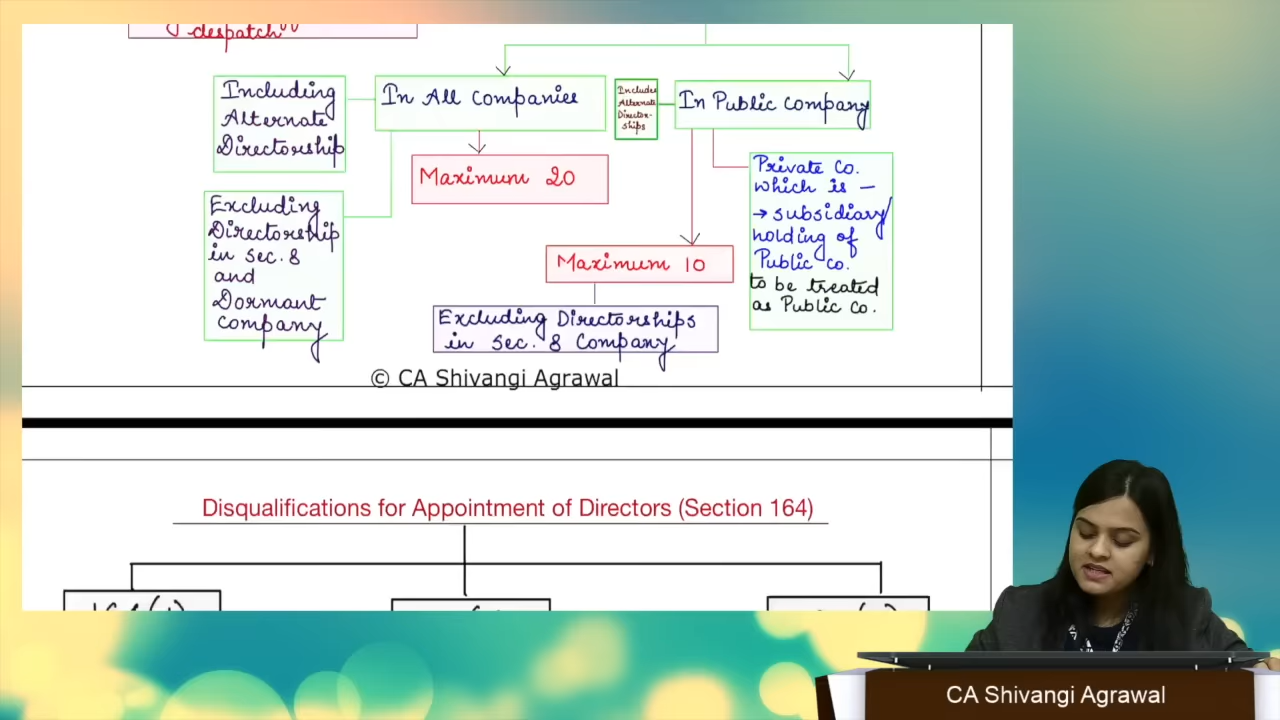 despatch"
Including
Alternate
Directorship
In All Companies
Includes
Alternate
Director-
ships
In Public Company
Maximum 20
Private Co.
which is –
→ subsidiary/
holding of
Public co.
to be treated
as Public Co.
Excluding
Directorship
in sec. 8
and
Dormant
Company
Maximum 10
Excluding Directorships
in Sec. 8 Company
© CA Shivangi Agrawal
Disqualifications for Appointment of Directors (Section 164)
CA Shivangi Agrawal